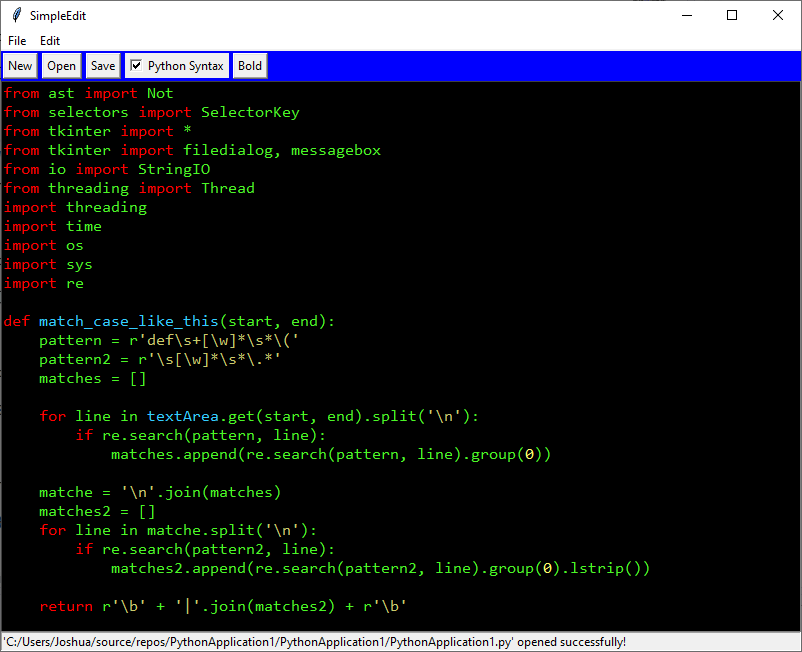 SimpleEdit
File Edit
New Open Save Python Syntax Bold
from ast import Not
from selectors import SelectorKey
from tkinter import *
from tkinter import filedialog, messagebox
from io import StringIO
from threading import Thread
import threading
import time
import os
import sys
import re
def match_case_like_this(start, end):
    pattern = r'def\s+[\w]*\s*\('
    pattern2 = r'\s[\w]*\s*\.*'
    matches = []
    for line in textArea.get(start, end).split('\n'):
        if re.search(pattern, line):
            matches.append(re.search(pattern, line).group(0))
    matche = '\n'.join(matches)
    matches2 = []
    for line in matche.split('\n'):
        if re.search(pattern2, line):
            matches2.append(re.search(pattern2, line).group(0).lstrip())
    return r'\b' + '|'.join(matches2) + r'\b'
'C:/Users/Joshua/source/repos/PythonApplication1/PythonApplication1/PythonApplication1.py' opened successfully!